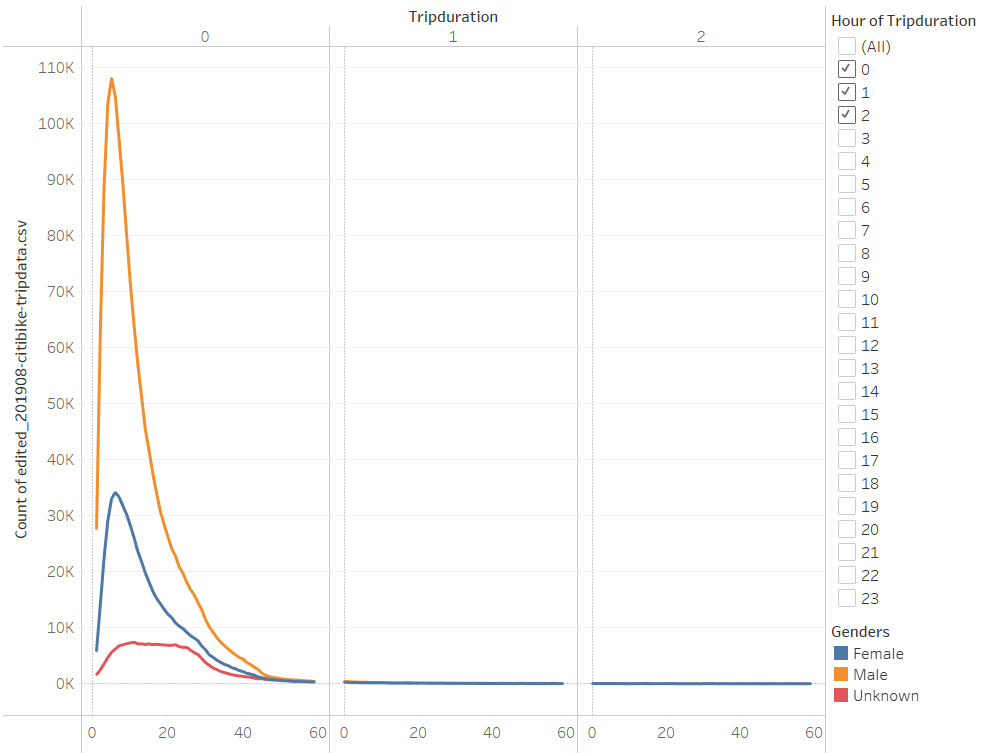 Tripduration
0 1 2
110K
100K
90K
80K
70K
60K
50K
40K
30K
20K
10K
0K
Count of edited_201908-citibike-tripdata.csv
0 20 40 60 0 20 40 60 0 20 40 60
Hour of Tripduration
(All)
0
1
2
3
4
5
6
7
8
9
10
11
12
13
14
15
16
17
18
19
20
21
22
23
Genders
Female
Male
Unknown